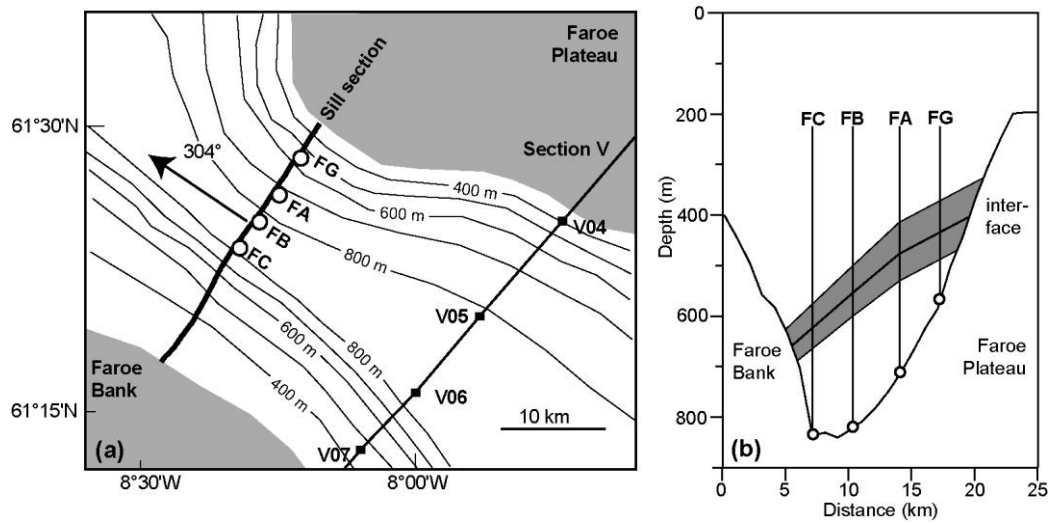 Faroe
Plateau
Sill section
61°30'N
304°
FG
FA
FB
FC
Section V
400 m
600 m
800 m
V04
V05
V06
V07
800 m
600 m
400 m
Faroe
Bank
61°15'N
10 km
(a)
8°30'W
8°00'W
0
200
400
600
800
Depth (m)
FC
FB
FA
FG
inter-
face
Faroe
Bank
Faroe
Plateau
(b)
0
5
10
15
20
25
Distance (km)